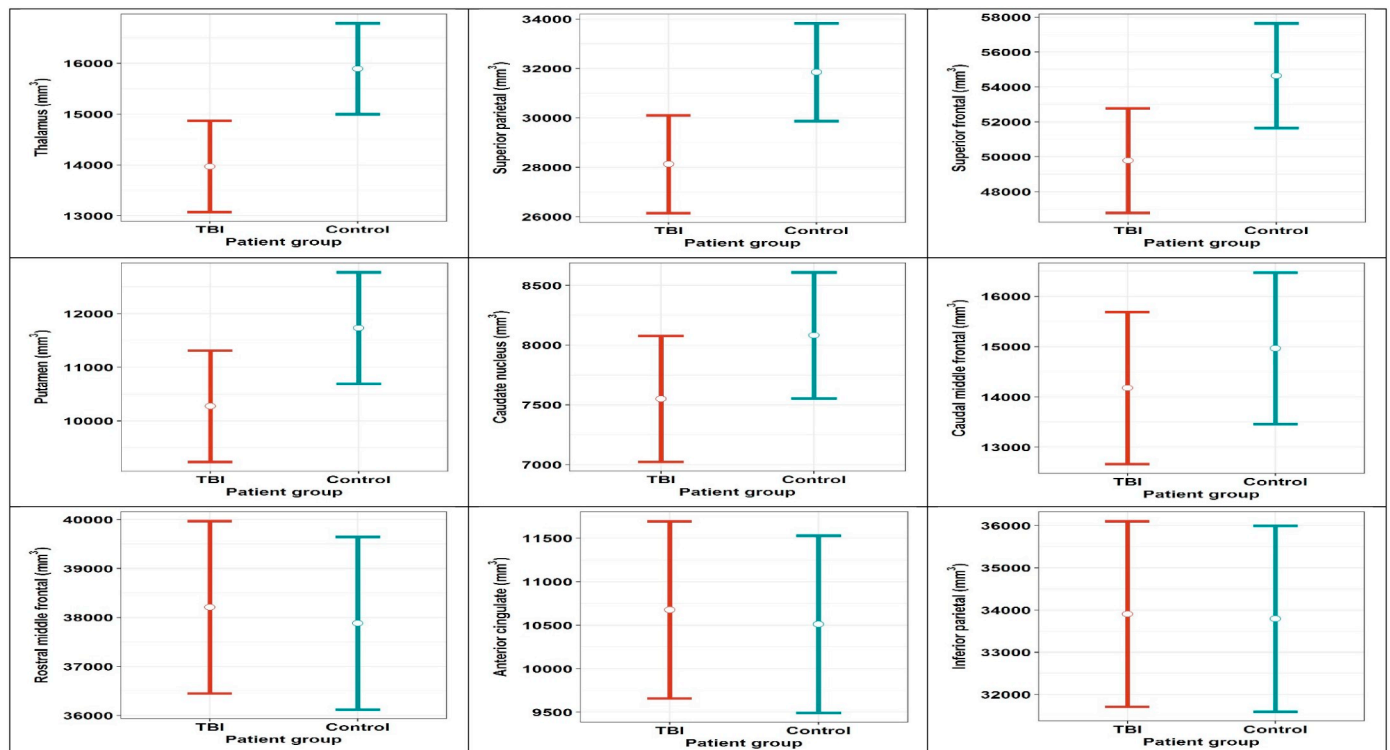 Thalamus (mm³)
16000
15000
14000
13000
TBI Control
Patient group
Superior parietal (mm³)
34000
32000
30000
28000
26000
TBI Control
Patient group
Superior frontal (mm³)
58000
56000
54000
52000
50000
48000
TBI Control
Patient group
Putamen (mm³)
12000
11000
10000
TBI Control
Patient group
Caudate nucleus (mm³)
8500
8000
7500
7000
TBI Control
Patient group
Caudal middle frontal (mm³)
16000
15000
14000
13000
TBI Control
Patient group
Rostral middle frontal (mm³)
40000
39000
38000
37000
36000
TBI Control
Patient group
Anterior cingulate (mm³)
11500
11000
10500
10000
9500
TBI Control
Patient group
Inferior parietal (mm³)
36000
35000
34000
33000
32000
TBI Control
Patient group